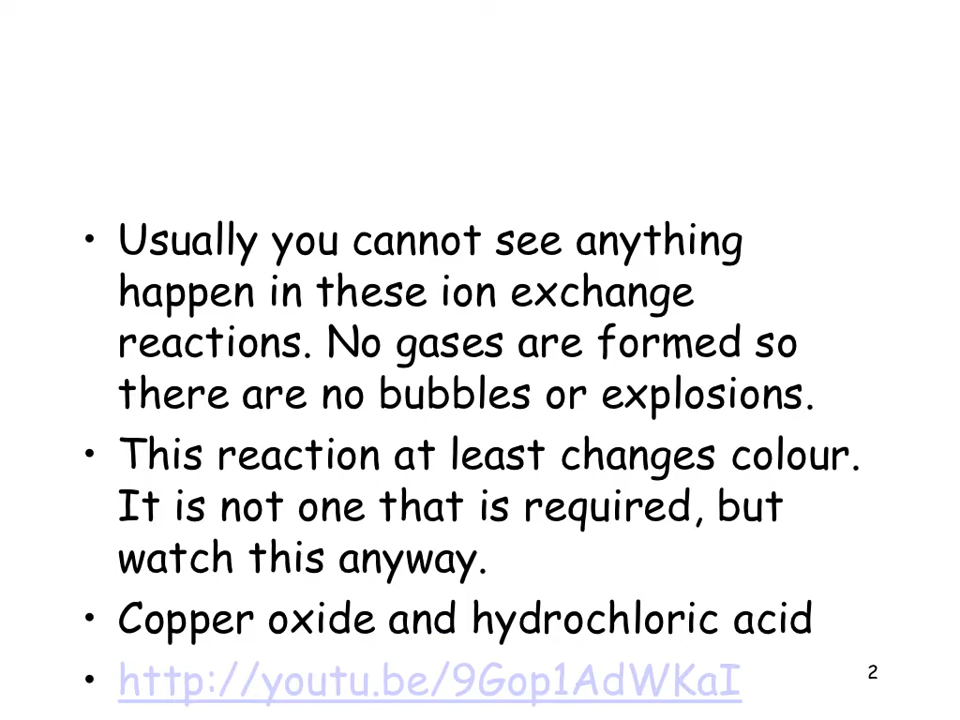 • Usually you cannot see anything
happen in these ion exchange
reactions. No gases are formed so
there are no bubbles or explosions.
• This reaction at least changes colour.
It is not one that is required, but
watch this anyway.
• Copper oxide and hydrochloric acid
• http://youtu.be/9Gop1AdWKaI
2